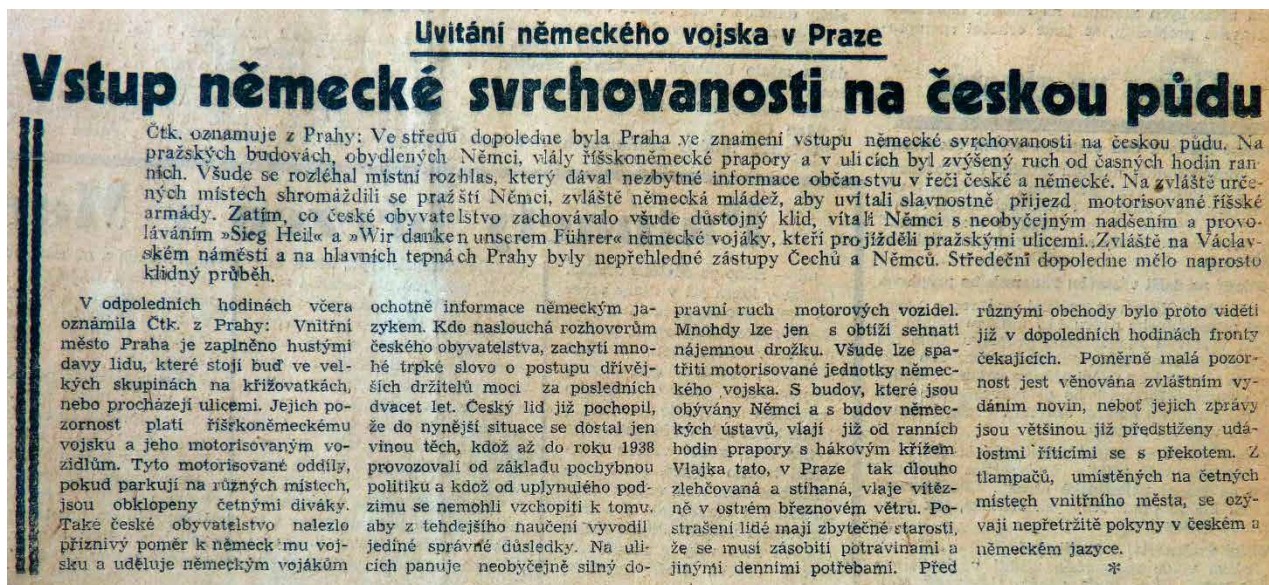 Uvítání německého vojska v Praze
Vstup německé svrchovanosti na českou půdu
Čtk. oznamuje z Prahy: Ve středu dopoledne byla Praha ve znamení vstupu německé svrchovanosti na českou půdu. Na
pražských budovách, obydlených Němci, vlály říšskoněmecké prapory a v ulicích byl zvýšený ruch od časných hodin ran-
ních. Všude se rozléhal místní rozhlas, který dával nezbytné informace občanstvu v řeči české a německé. Na zvláště urče-
ných místech shromáždili se pražští Němci, zvláště německá mládež, aby uvítali slavnostně příjezd motorisované říšské
armády. Zatím, co české obyvatelstvo zachovávalo všude důstojný klid, vítali Němci s neobyčejným nadšením a provo-
láváním »Sieg Heil« a »Wir danken unserem Führer« německé vojáky, kteří projížděli pražskými ulicemi. Zvláště na Václav-
ském náměstí a na hlavních tepnách Prahy byly nepřehledné zástupy Čechů a Němců. Středeční dopoledne mělo naprosto
klidný průběh.
V odpoledních hodinách včera
oznámila Čtk. z Prahy: Vnitřní
město Praha je zaplněno hustými
davy lidu, které stojí buď ve vel-
kých skupinách na křižovatkách,
nebo procházejí ulicemi. Jejich po-
zornost platí řišskoněmeckému
vojsku a jeho motorisovaným vo-
zidlům. Tyto motorisované oddíly,
pokud parkují na různých místech,
jsou obklopeny četnými diváky.
Také české obyvatelstvo nalezlo
příznivý poměr k německ mu voj-
sku a uděluje německým vojákům
ochotně informace německým ja-
zykem. Kdo naslouchá rozhovorům
českého obyvatelstva, zachytí mno-
hé trpké slovo o postupu dřívěj-
ších držitelů moci za posledních
dvacet let. Český lid již pochopil,
že do nynější situace se dostal jen
vinou těch, kdož až do roku 1938
provozovali od základu pochybnou
politiku a kdož od uplynulého pod-
zimu se nemohli vzchopiti k tomu,
aby z tehdejšího naučení vyvodil
jedině správné důsledky. Na uli-
cích panuje neobyčejně silný do-
pravní ruch motorových vozidel.
Mnohdy lze jen s obtíží sehnati
nájemnou drožku. Všude lze spa-
třiti motorisované jednotky němec-
kého vojska. S budov, které jsou
obývány Němci a s budov němec-
kých ústavů, vlají již od ranních
hodin prapory s hákovým křížem
Vlajka tato, v Praze tak dlouho
zlehčovaná a stíhaná, vlaje vítěz-
ně v ostrém březnovém větru. Po-
strašení lidé mají zbytečné starosti,
že se musí zásobiti potravinami a
jinými denními potřebami. Před
různými obchody bylo proto viděti
již v dopoledních hodinách fronty
čekajících. Poměrně malá pozor-
nost jest věnována zvláštním vy-
dáním novin, neboť jejich zprávy
jsou většinou již předstiženy udá-
lostmi řítícími se s překotem. Z
tlampačů, umístěných na četných
místech vnitřního města, se ozý-
vají nepřetržitě pokyny v českém a
německém jazyce.
*